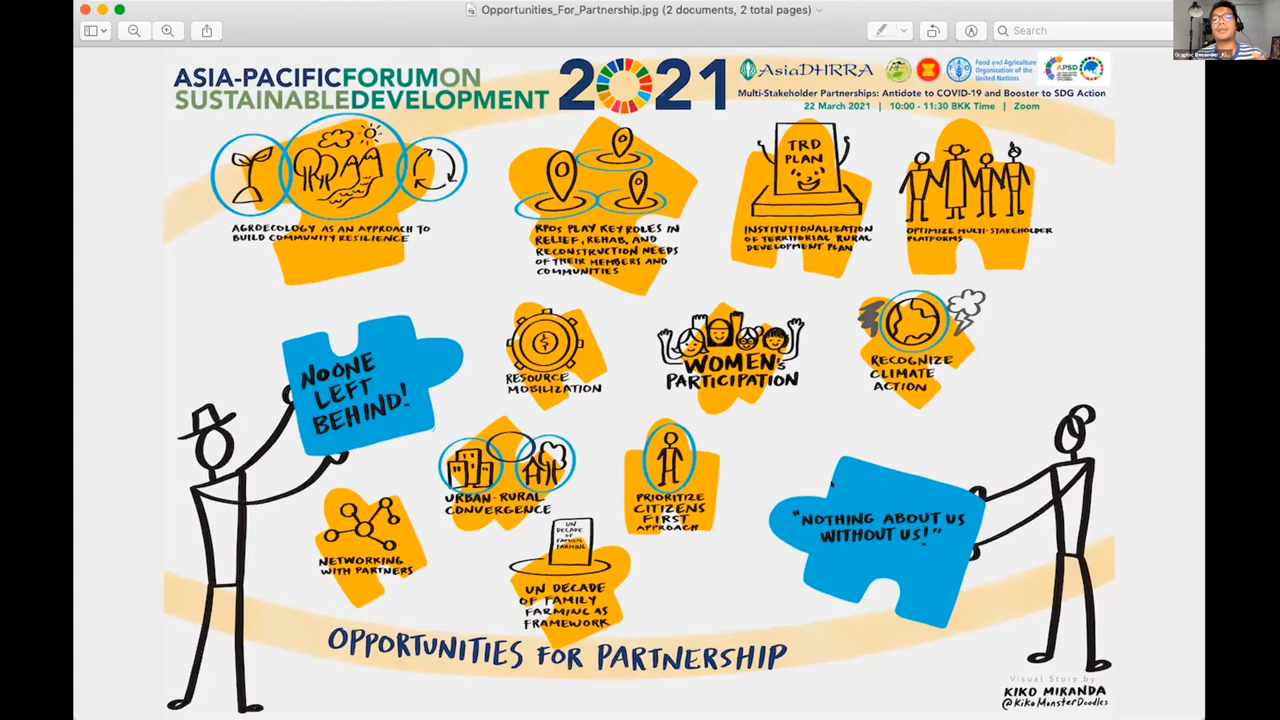 Opportunities_For_Partnership.jpg (2 documents, 2 total pages)
Search
ASIA-PACIFICFORUMON
SUSTAINABLEDEVELOPMENT
2021
AsiaDHRRA
Food and Agriculture
Organization of the
United Nations
APSD
Multi-Stakeholder Partnerships: Antidote to COVID-19 and Booster to SDG Action
22 March 2021 | 10:00 - 11:30 BKK Time | Zoom
AGROECOLOGY AS AN APPROACH TO
BUILD COMMUNITY RESILIENCE
RPOS PLAY KEY ROLES IN
RELIEF, REHAB, AND
RECONSTRUCTION NEEDS
OF THEIR MEMBERS AND
COMMUNITIES
TRD
PLAN
INSTITUTIONALIZATION
OF TERRITORIAL RURAL
DEVELOPMENT PLAN
OPTIMIZE MULTI-STAKEHOLDER
PLATFORMS
NO ONE
LEFT
BEHIND!
RESOURCE
MOBILIZATION
WOMEN'S
PARTICIPATION
RECOGNIZE
CLIMATE
ACTION
URBAN-RURAL
CONVERGENCE
PRIORITIZE
CITIZENS
FIRST
APPROACH
"NOTHING ABOUT US
WITHOUT US!"
NETWORKING
WITH PARTNERS
UN
DECADE
OF
FAMILY
FARMING
UN DECADE
OF FAMILY
FARMING AS
FRAMEWORK
OPPORTUNITIES FOR PARTNERSHIP
Visual Story by
KIKO MIRANDA
@KikoMonsterDoodles